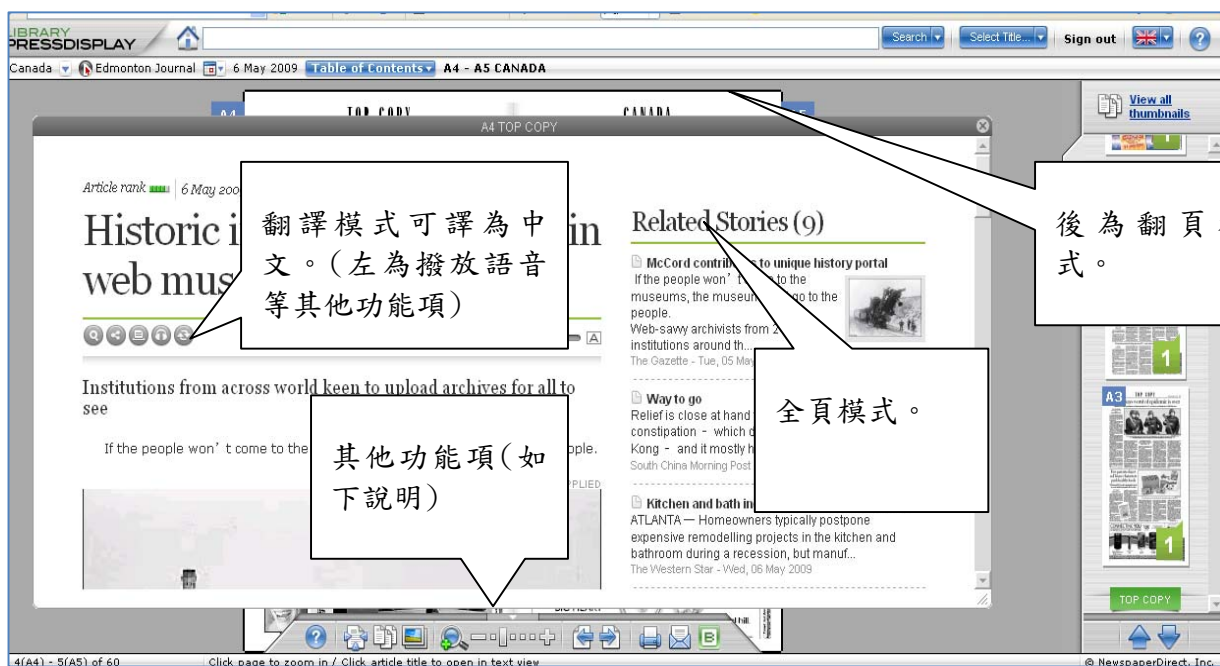 LIBRARY
PRESSDISPLAY
Search
Select Title...
Sign out
Canada
Edmonton Journal
6 May 2009
Table of Contents
A4 - A5 CANADA
A4
TOP COPY
CANADA
View all
thumbnails
A4 TOP COPY
Article rank
6 May 200
Historic i
in
web mus
A
翻譯模式可譯為中
文。(左為撥放語音
等其他功能項)
Institutions from across world keen to upload archives for all to
see
If the people won't come to the
ople.
PLIED
其他功能項(如
下說明)
Related Stories (9)
McCord to unique history portal
If the people won't to the
museums, the museum go to the
people.
Web-savvy archivists from 2
institutions around th...
The Gazette - Tue, 05 May
Way to go
Relief is close at hand
constipation - which
Kong - and it mostly h
South China Morning Post
Kitchen and bath in
ATLANTA — Homeowners typically postpone
expensive remodelling projects in the kitchen and
bathroom during a recession, but manuf...
The Western Star - Wed, 06 May 2009
全頁模式。
後為翻頁
式。
1
A3
TOP COPY
1
TOP COPY
4(A4) - 5(A5) of 60
Click page to zoom in / Click article title to open in text view
© NewspaperDirect, Inc.